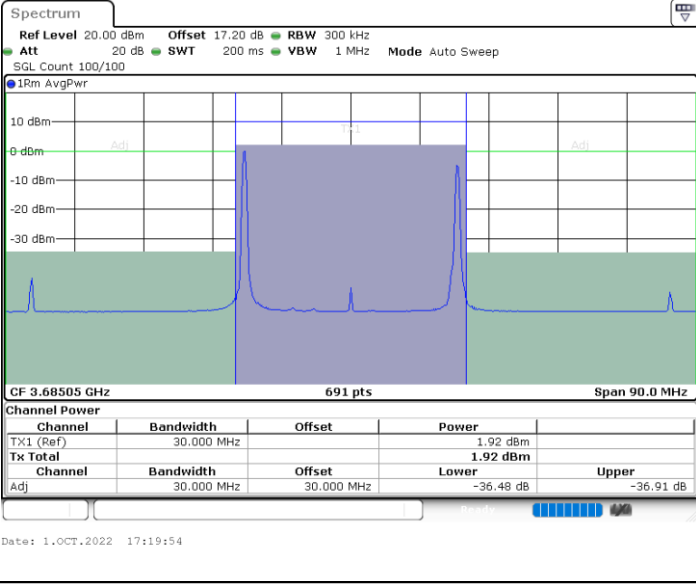 Spectrum
Ref Level 20.00 dBm Offset 17.20 dB RBW 300 kHz
Att 20 dB SWT 200 ms VBW 1 MHz Mode Auto Sweep
SGL Count 100/100
1Rm AvgPwr
10 dBm
TX1
Adj Adj
0 dBm
-10 dBm
-20 dBm
-30 dBm
CF 3.68505 GHz 691 pts Span 90.0 MHz
Channel Power
Channel Bandwidth Offset Power
TX1 (Ref) 30.000 MHz 1.92 dBm
Tx Total 1.92 dBm
Channel Bandwidth Offset Lower Upper
Adj 30.000 MHz 30.000 MHz -36.48 dB -36.91 dB
Ready
Date: 1.OCT.2022 17:19:54